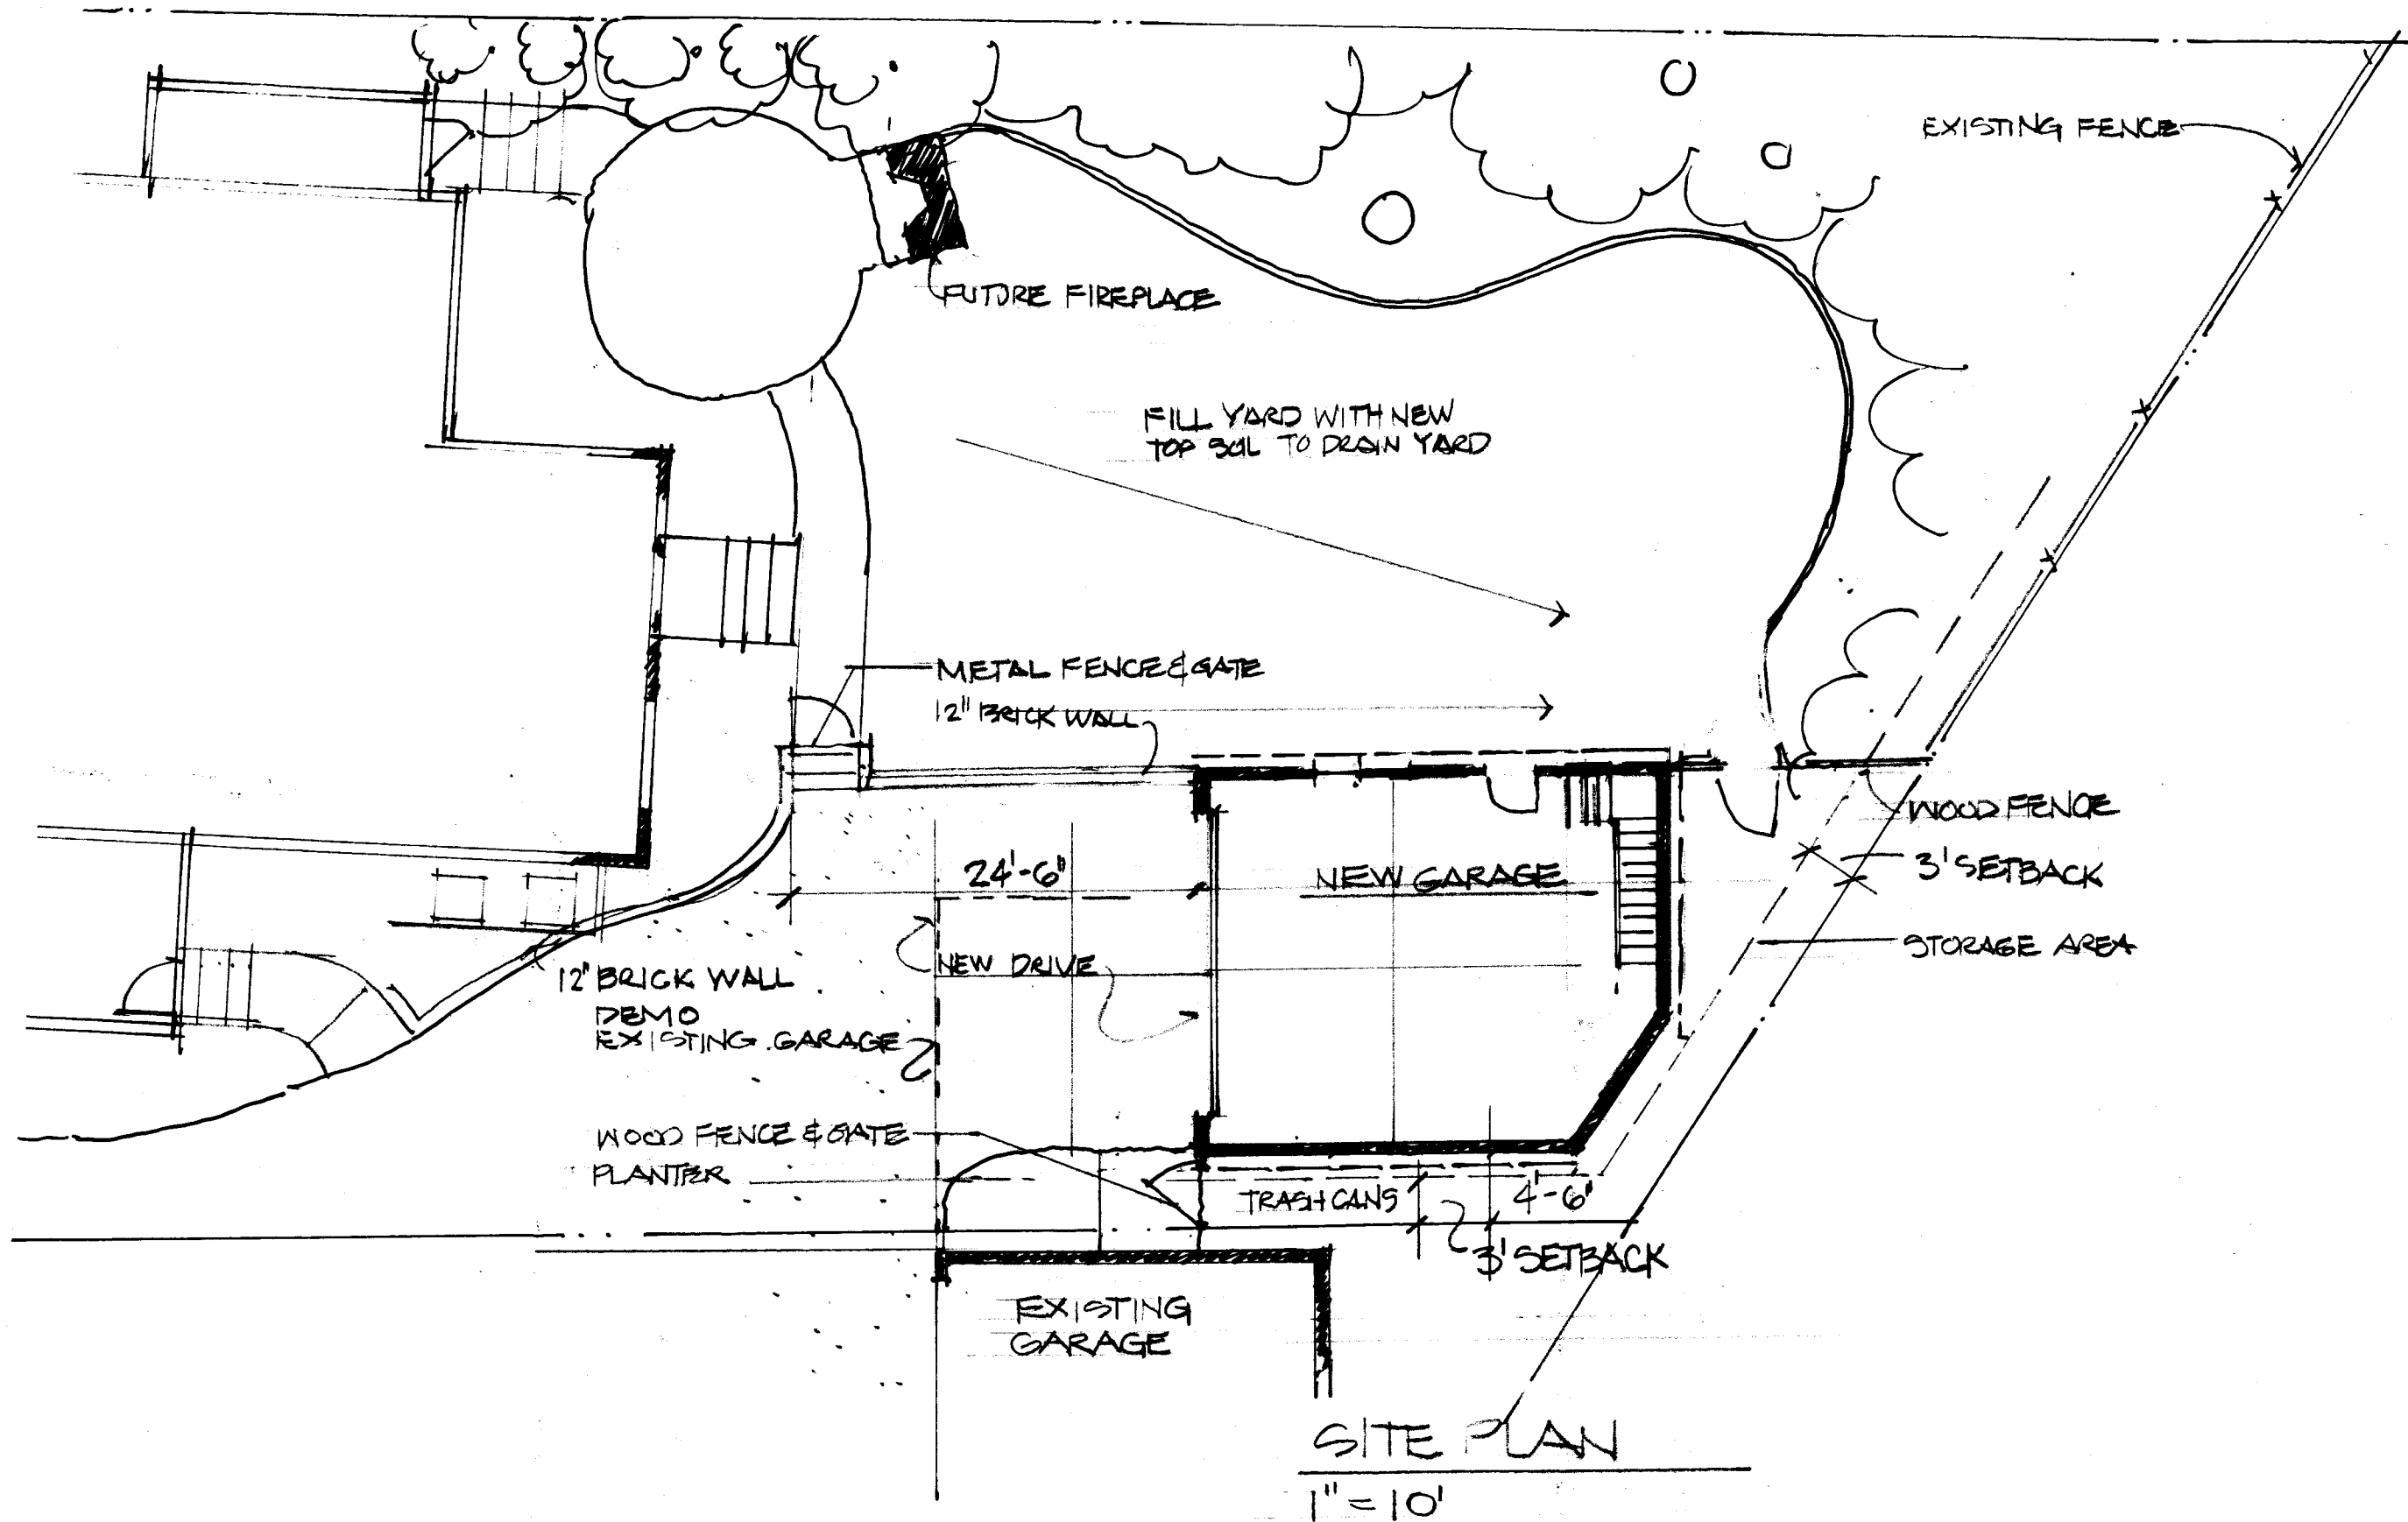 EXISTING FENCE
FUTURE FIREPLACE
FILL YARD WITH NEW
TOP SOIL TO DRAIN YARD
METAL FENCE & GATE
12" BRICK WALL
WOOD FENCE
3' SETBACK
STORAGE AREA
24'-6"
NEW GARAGE
NEW DRIVE
12" BRICK WALL
DEMO
EXISTING GARAGE
WOOD FENCE & GATE
PLANTER
TRASH CANS
4'-6"
3' SETBACK
EXISTING
GARAGE
SITE PLAN
1" = 10'